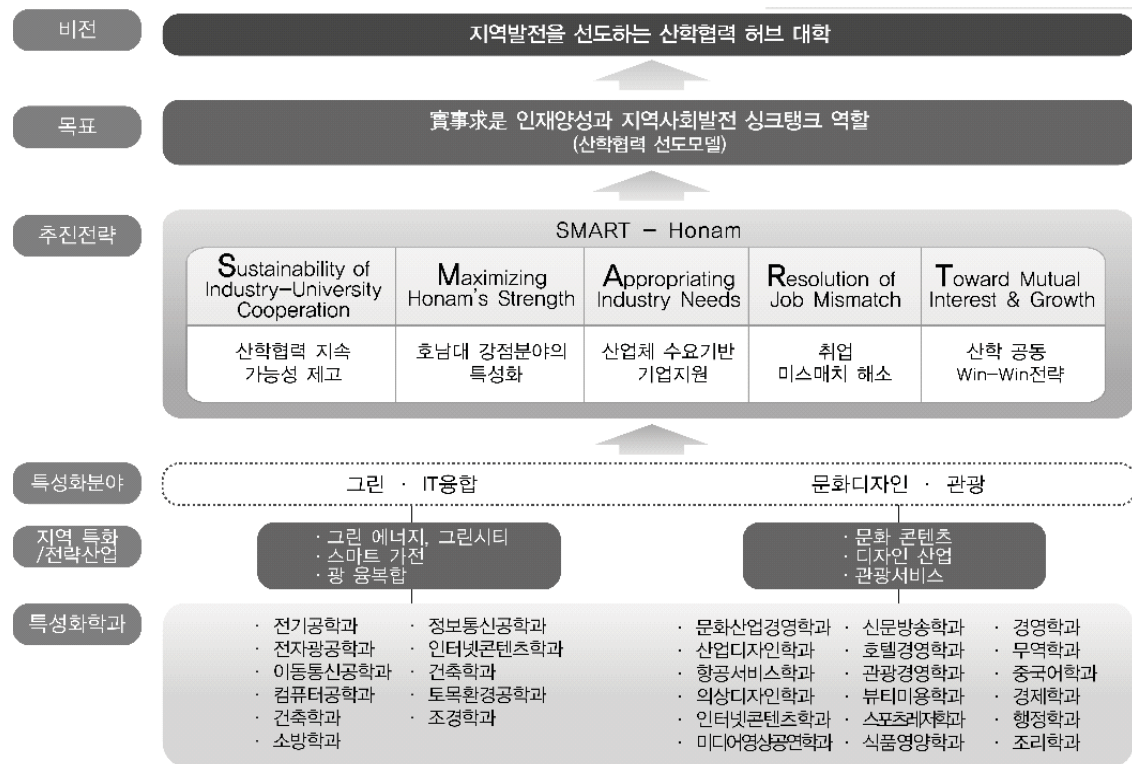 비전
지역발전을 선도하는 산학협력 허브 대학
목표
實事求是 인재양성과 지역사회발전 싱크탱크 역할
(산학협력 선도모델)
추진전략
SMART - Honam
Sustainability of
Industry-University
Cooperation
Maximizing
Honam's Strength
Appropriating
Industry Needs
Resolution of
Job Mismatch
Toward Mutual
Interest & Growth
산학협력 지속
가능성 제고
호남대 강점분야의
특성화
산업체 수요기반
기업지원
취업
미스매치 해소
산학 공동
Win-Win전략
특성화분야
그린 · IT융합
문화디자인 · 관광
지역 특화
/전략산업
· 그린 에너지, 그린시티
· 스마트 가전
· 광 융복합
· 문화 콘텐츠
· 디자인 산업
· 관광서비스
특성화학과
· 전기공학과
· 전자광공학과
· 이동통신공학과
· 컴퓨터공학과
· 건축학과
· 소방학과
· 정보통신공학과
· 인터넷콘텐츠학과
· 건축학과
· 토목환경공학과
· 조경학과
· 문화산업경영학과
· 산업디자인학과
· 항공서비스학과
· 의상디자인학과
· 인터넷콘텐츠학과
· 미디어영상공연학과
· 신문방송학과
· 호텔경영학과
· 관광경영학과
· 뷰티미용학과
· 스포츠레저학과
· 식품영양학과
· 경영학과
· 무역학과
· 중국어학과
· 경제학과
· 행정학과
· 조리학과